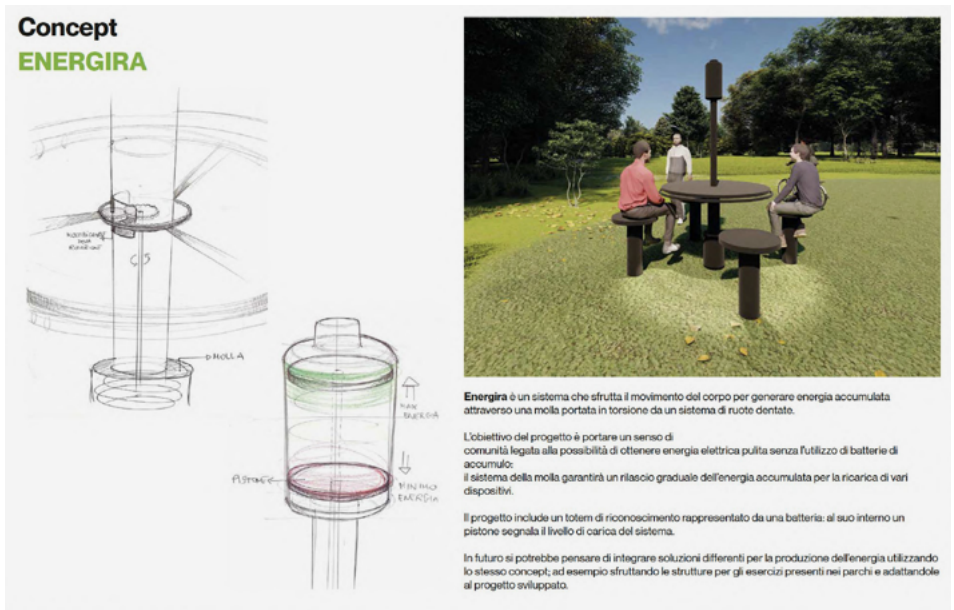 Concept
ENERGIRA
MOLLA
MAX
ENERGIA
PISTONE
MINIMO
ENERGIA
Energira è un sistema che sfrutta il movimento del corpo per generare energia accumulata
attraverso una molla portata in torsione da un sistema di ruote dentate.
L'obiettivo del progetto è portare un senso di
comunità legata alla possibilità di ottenere energia elettrica pulita senza l'utilizzo di batterie di
accumulo:
il sistema della molla garantirà un rilascio graduale dell'energia accumulata per la ricarica di vari
dispositivi.
Il progetto include un totem di riconoscimento rappresentato da una batteria: al suo interno un
pistone segnala il livello di carica del sistema.
In futuro si potrebbe pensare di integrare soluzioni differenti per la produzione dell'energia utilizzando
lo stesso concept; ad esempio sfruttando le strutture per gli esercizi presenti nei parchi e adattandole
al progetto sviluppato.